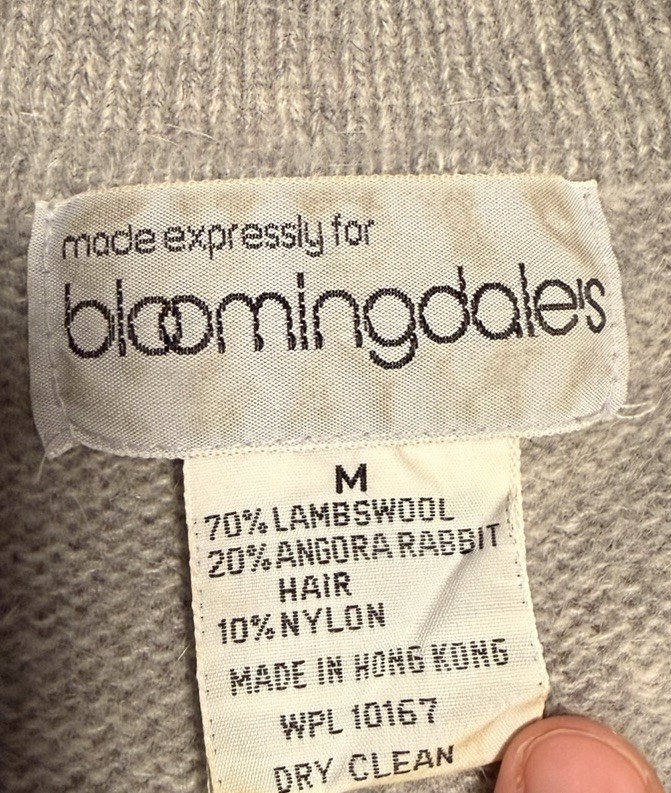 made expressly for
bloomingdale's
M
70% LAMBSWOOL
20% ANGORA RABBIT
HAIR
10% NYLON
MADE IN HONG KONG
WPL 10167
DRY CLEAN